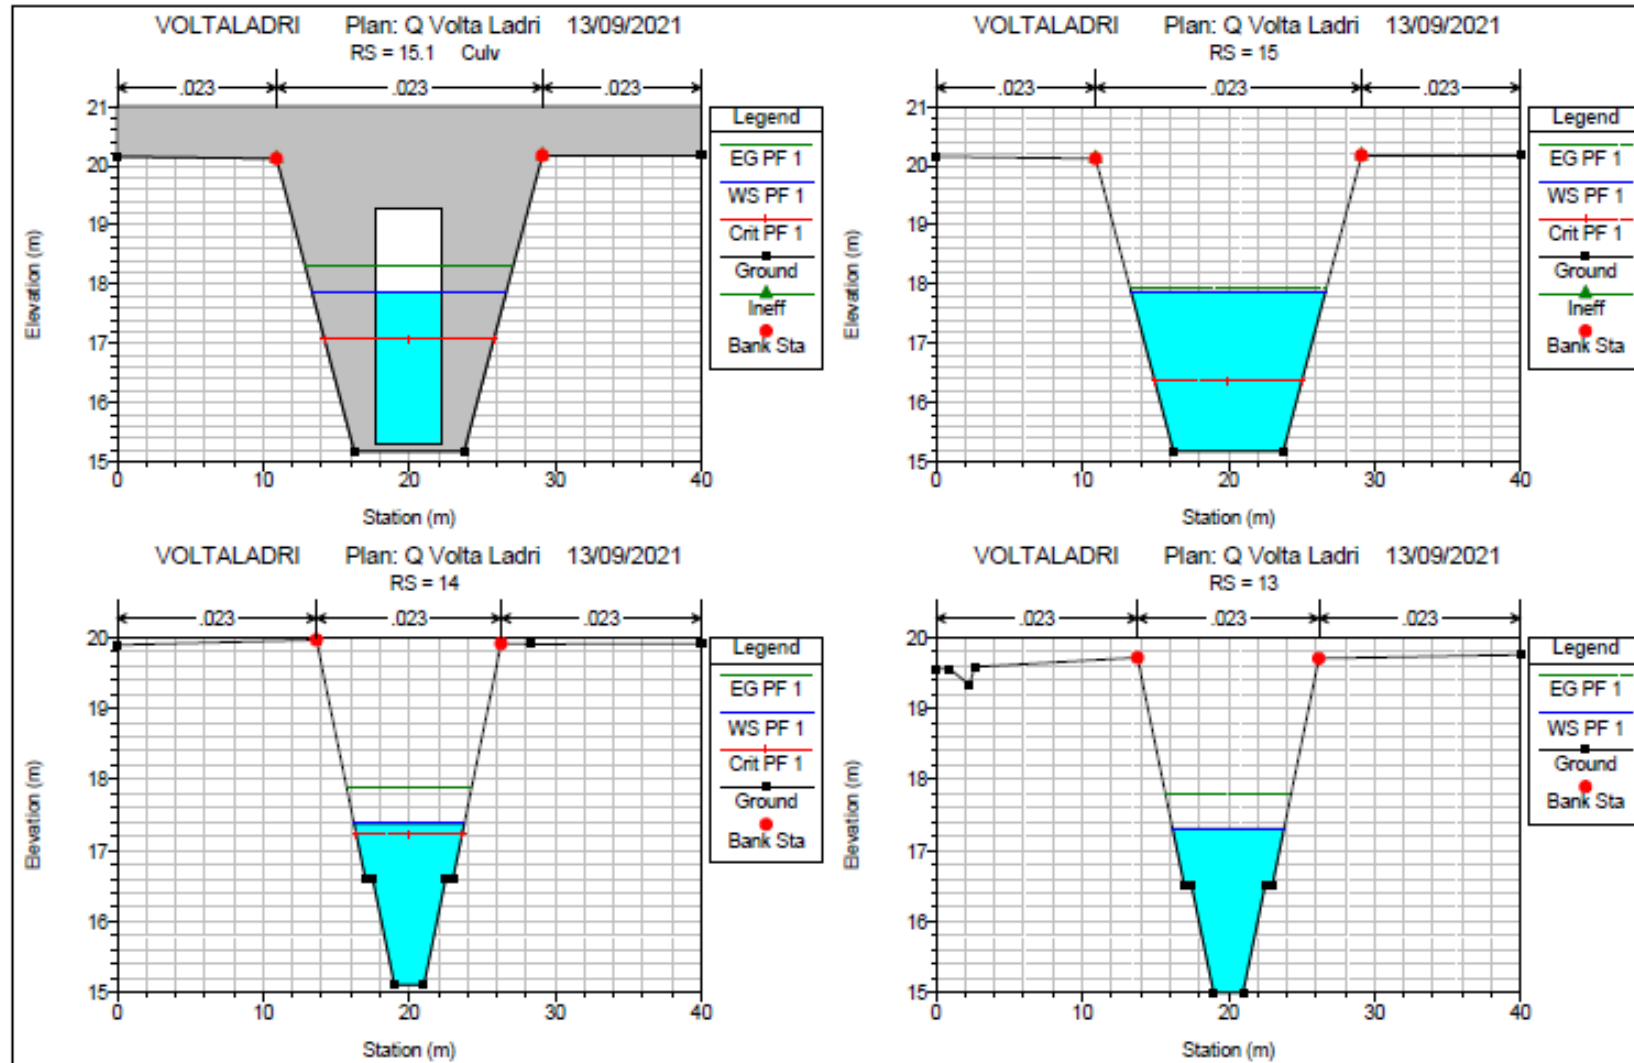 VOLTALADRI Plan: Q Volta Ladri 13/09/2021
RS = 15.1 Culv
.023 .023 .023
21
20
19
18
17
16
15
Elevation (m)
0 10 20 30 40
Station (m)
Legend
EG PF 1
WS PF 1
Crit PF 1
Ground
Ineff
Bank Sta
VOLTALADRI Plan: Q Volta Ladri 13/09/2021
RS = 15
.023 .023 .023
21
20
19
18
17
16
15
Elevation (m)
0 10 20 30 40
Station (m)
Legend
EG PF 1
WS PF 1
Crit PF 1
Ground
Ineff
Bank Sta
VOLTALADRI Plan: Q Volta Ladri 13/09/2021
RS = 14
.023 .023 .023
20
19
18
17
16
15
Elevation (m)
0 10 20 30 40
Station (m)
Legend
EG PF 1
WS PF 1
Crit PF 1
Ground
Bank Sta
VOLTALADRI Plan: Q Volta Ladri 13/09/2021
RS = 13
.023 .023 .023
20
19
18
17
16
15
Elevation (m)
0 10 20 30 40
Station (m)
Legend
EG PF 1
WS PF 1
Ground
Bank Sta